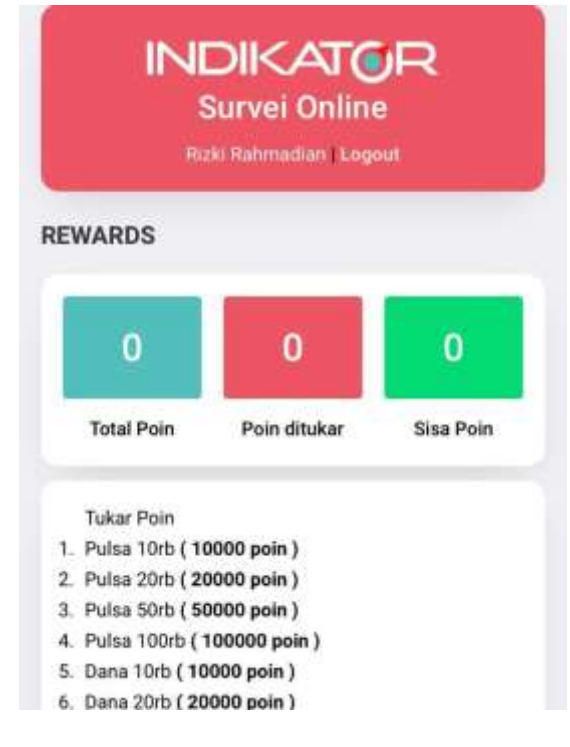 INDIKATOR
Survei Online
Rizki Rahmadian | Logout
REWARDS
0 0 0
Total Poin Poin ditukar Sisa Poin
Tukar Poin
1. Pulsa 10rb ( 10000 poin )
2. Pulsa 20rb ( 20000 poin )
3. Pulsa 50rb ( 50000 poin )
4. Pulsa 100rb ( 100000 poin )
5. Dana 10rb ( 10000 poin )
6. Dana 20rb ( 20000 poin )